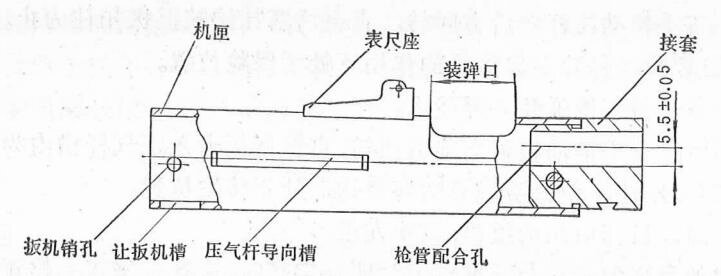 机匣
表尺座
装弹口
接套
5.5±0.05
扳机销孔
让扳机槽
压气杆导向槽
枪管配合孔